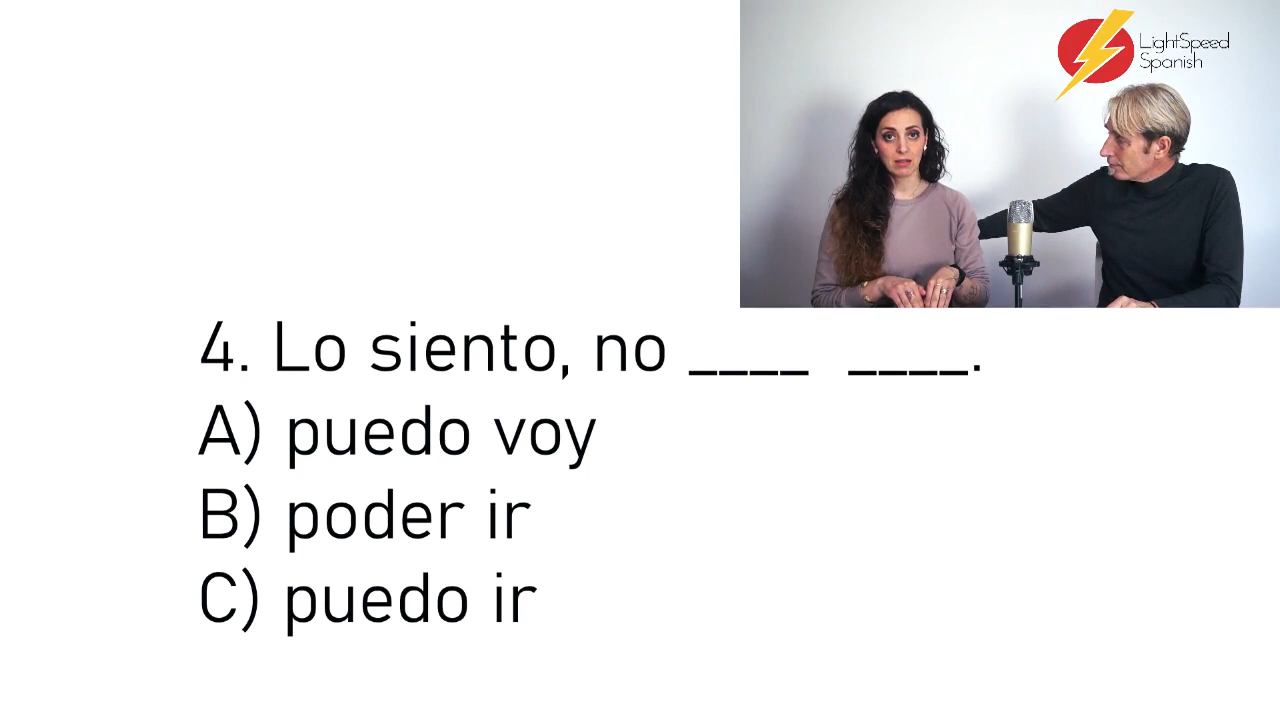 LightSpeed
Spanish
4. Lo siento, no ____ ____.
A) puedo voy
B) poder ir
C) puedo ir